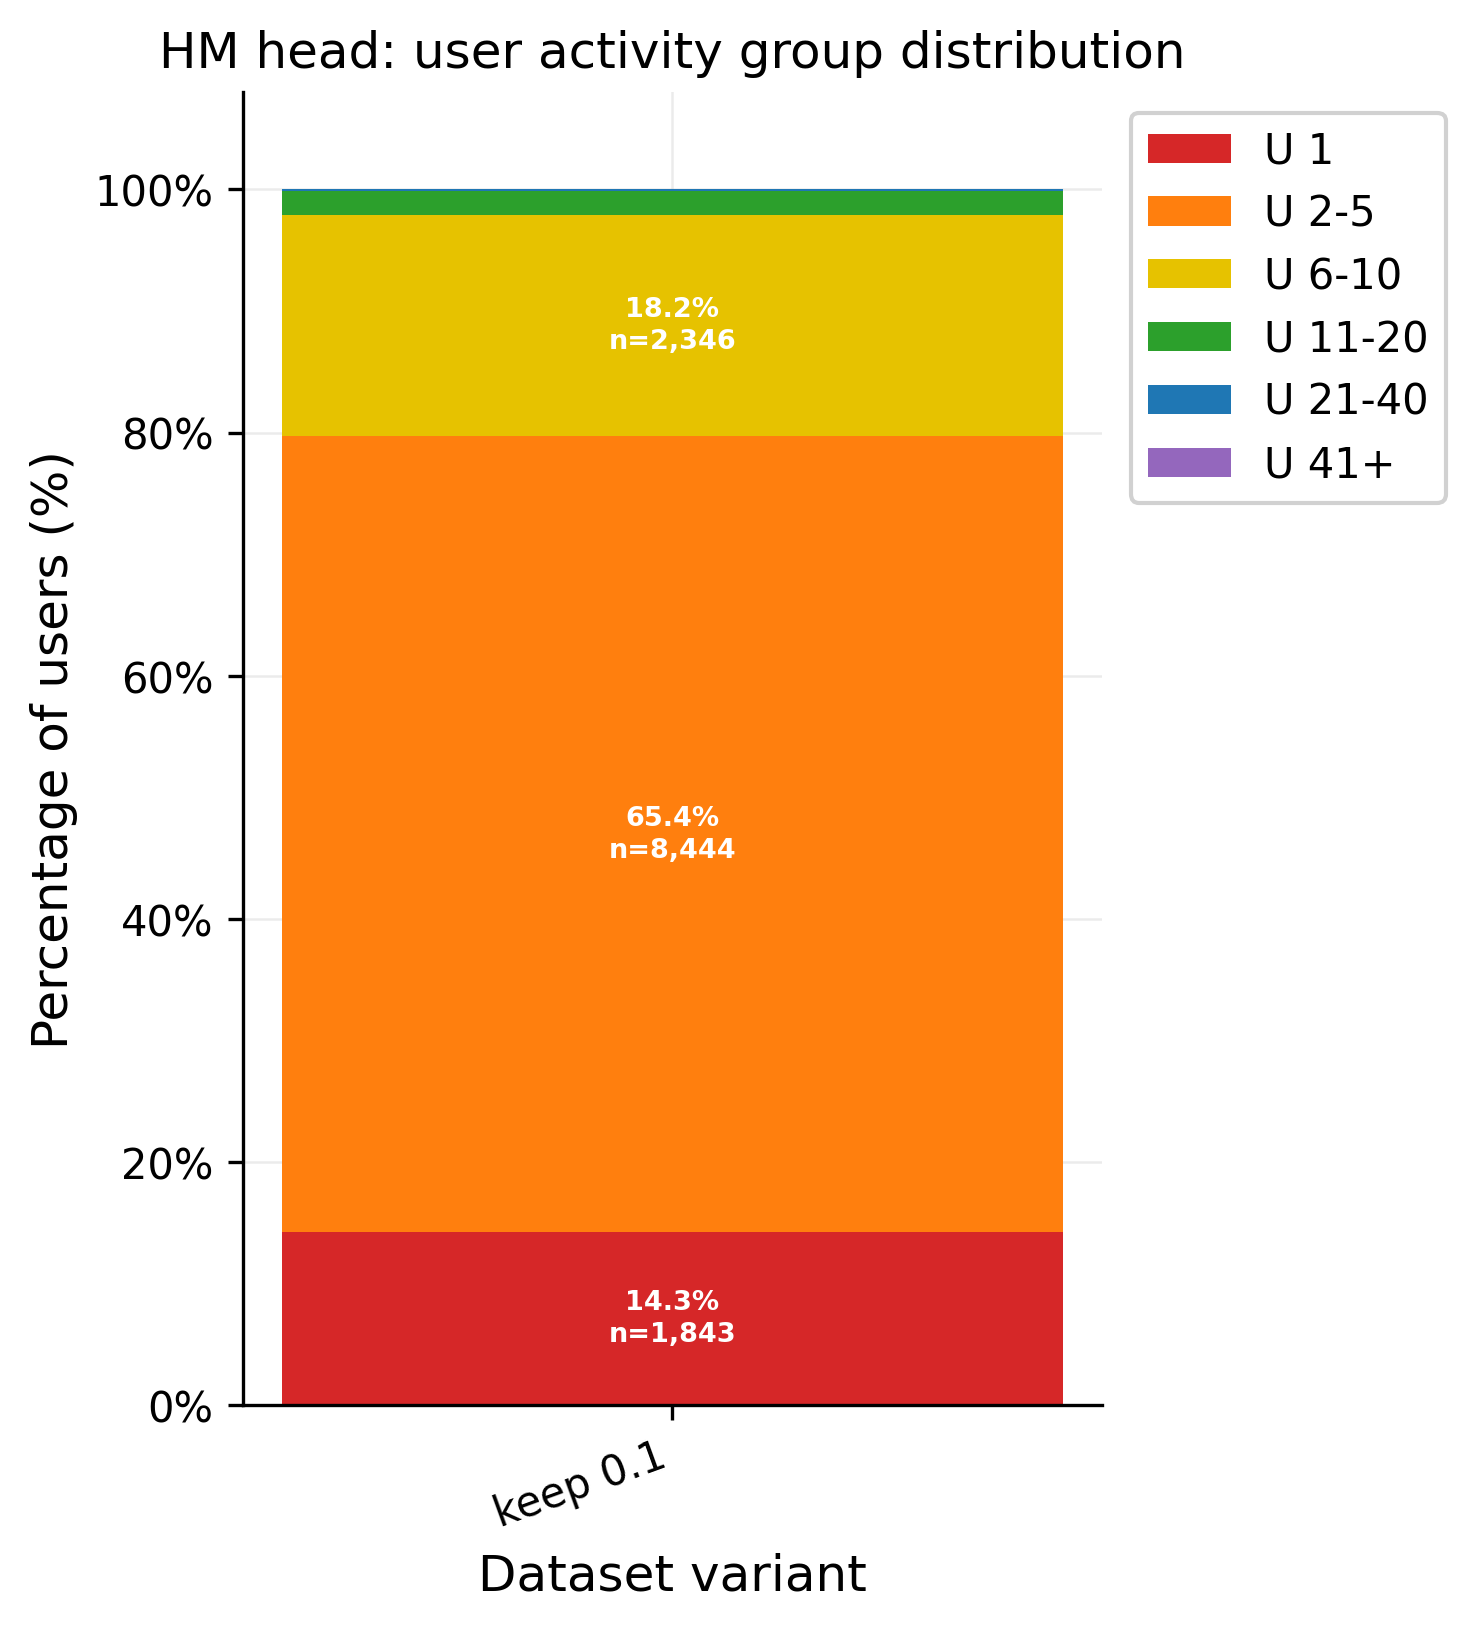 HM head: user activity group distribution
U 1
U 2-5
U 6-10
U 11-20
U 21-40
U 41+
Percentage of users (%)
100%
80%
60%
40%
20%
0%
18.2%
n=2,346
65.4%
n=8,444
14.3%
n=1,843
keep 0.1
Dataset variant